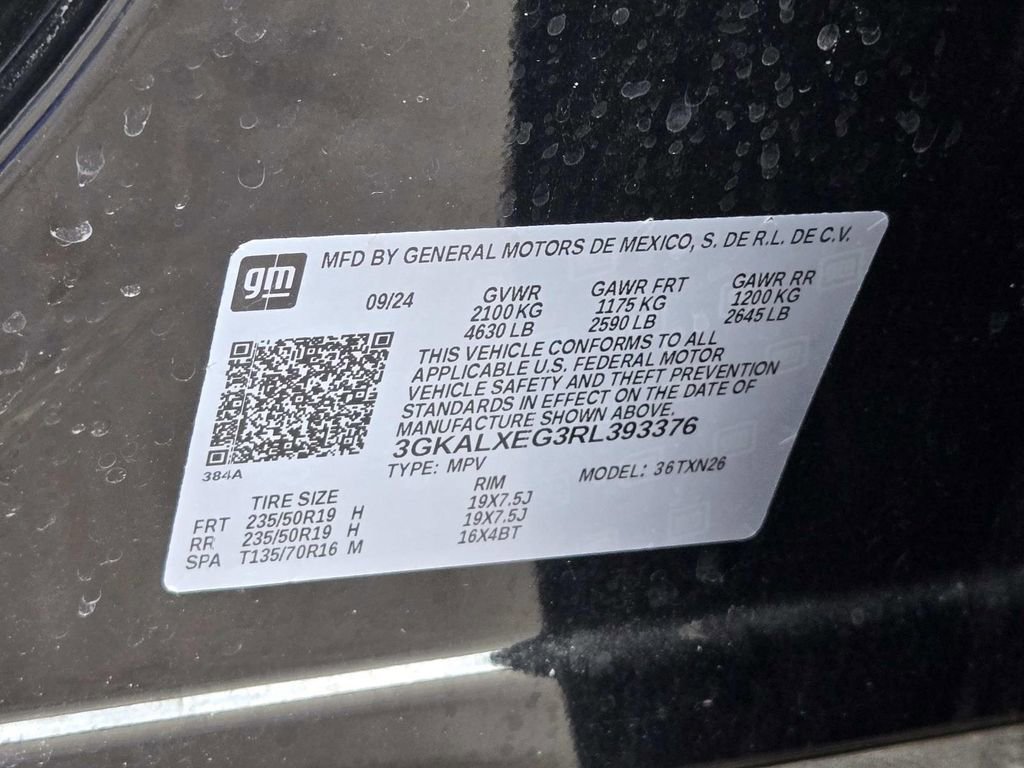 gm
MFD BY GENERAL MOTORS DE MEXICO, S. DE R.L. DE C.V.
09/24
GVWR GAWR FRT GAWR RR
2100 KG 1175 KG 1200 KG
4630 LB 2590 LB 2645 LB
THIS VEHICLE CONFORMS TO ALL
APPLICABLE U.S. FEDERAL MOTOR
VEHICLE SAFETY AND THEFT PREVENTION
STANDARDS IN EFFECT ON THE DATE OF
MANUFACTURE SHOWN ABOVE.
3GKALXEG3RL393376
384A
TYPE: MPV MODEL: 36TXN26
TIRE SIZE RIM
FRT 235/50R19 H 19X7.5J
RR 235/50R19 H 19X7.5J
SPA T135/70R16 M 16X4BT